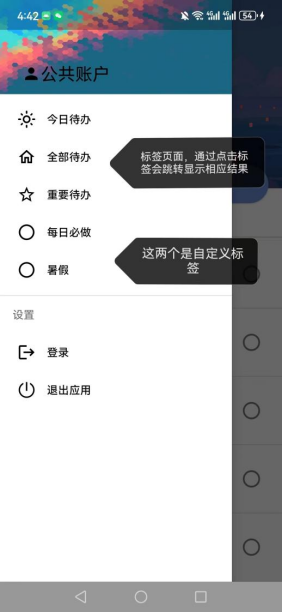 4:42
54
公共账户
今日待办
全部待办
标签页面，通过点击标
签会跳转显示相应结果
重要待办
每日必做
这两个是自定义标
签
暑假
设置
登录
退出应用